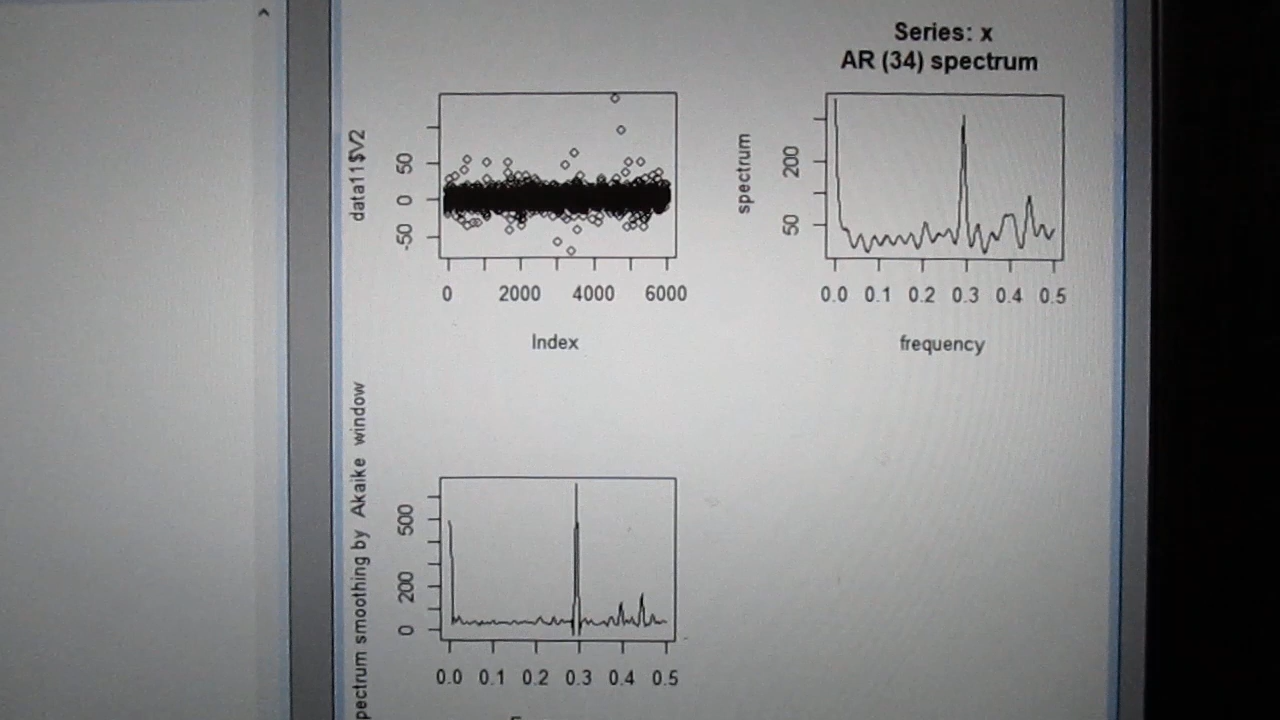 Series: x
AR (34) spectrum
data11$V2
50
0
-50
0 2000 4000 6000
Index
spectrum
200
50
0.0 0.1 0.2 0.3 0.4 0.5
frequency
pectrum smoothing by Akaike window
500
200
0
0.0 0.1 0.2 0.3 0.4 0.5